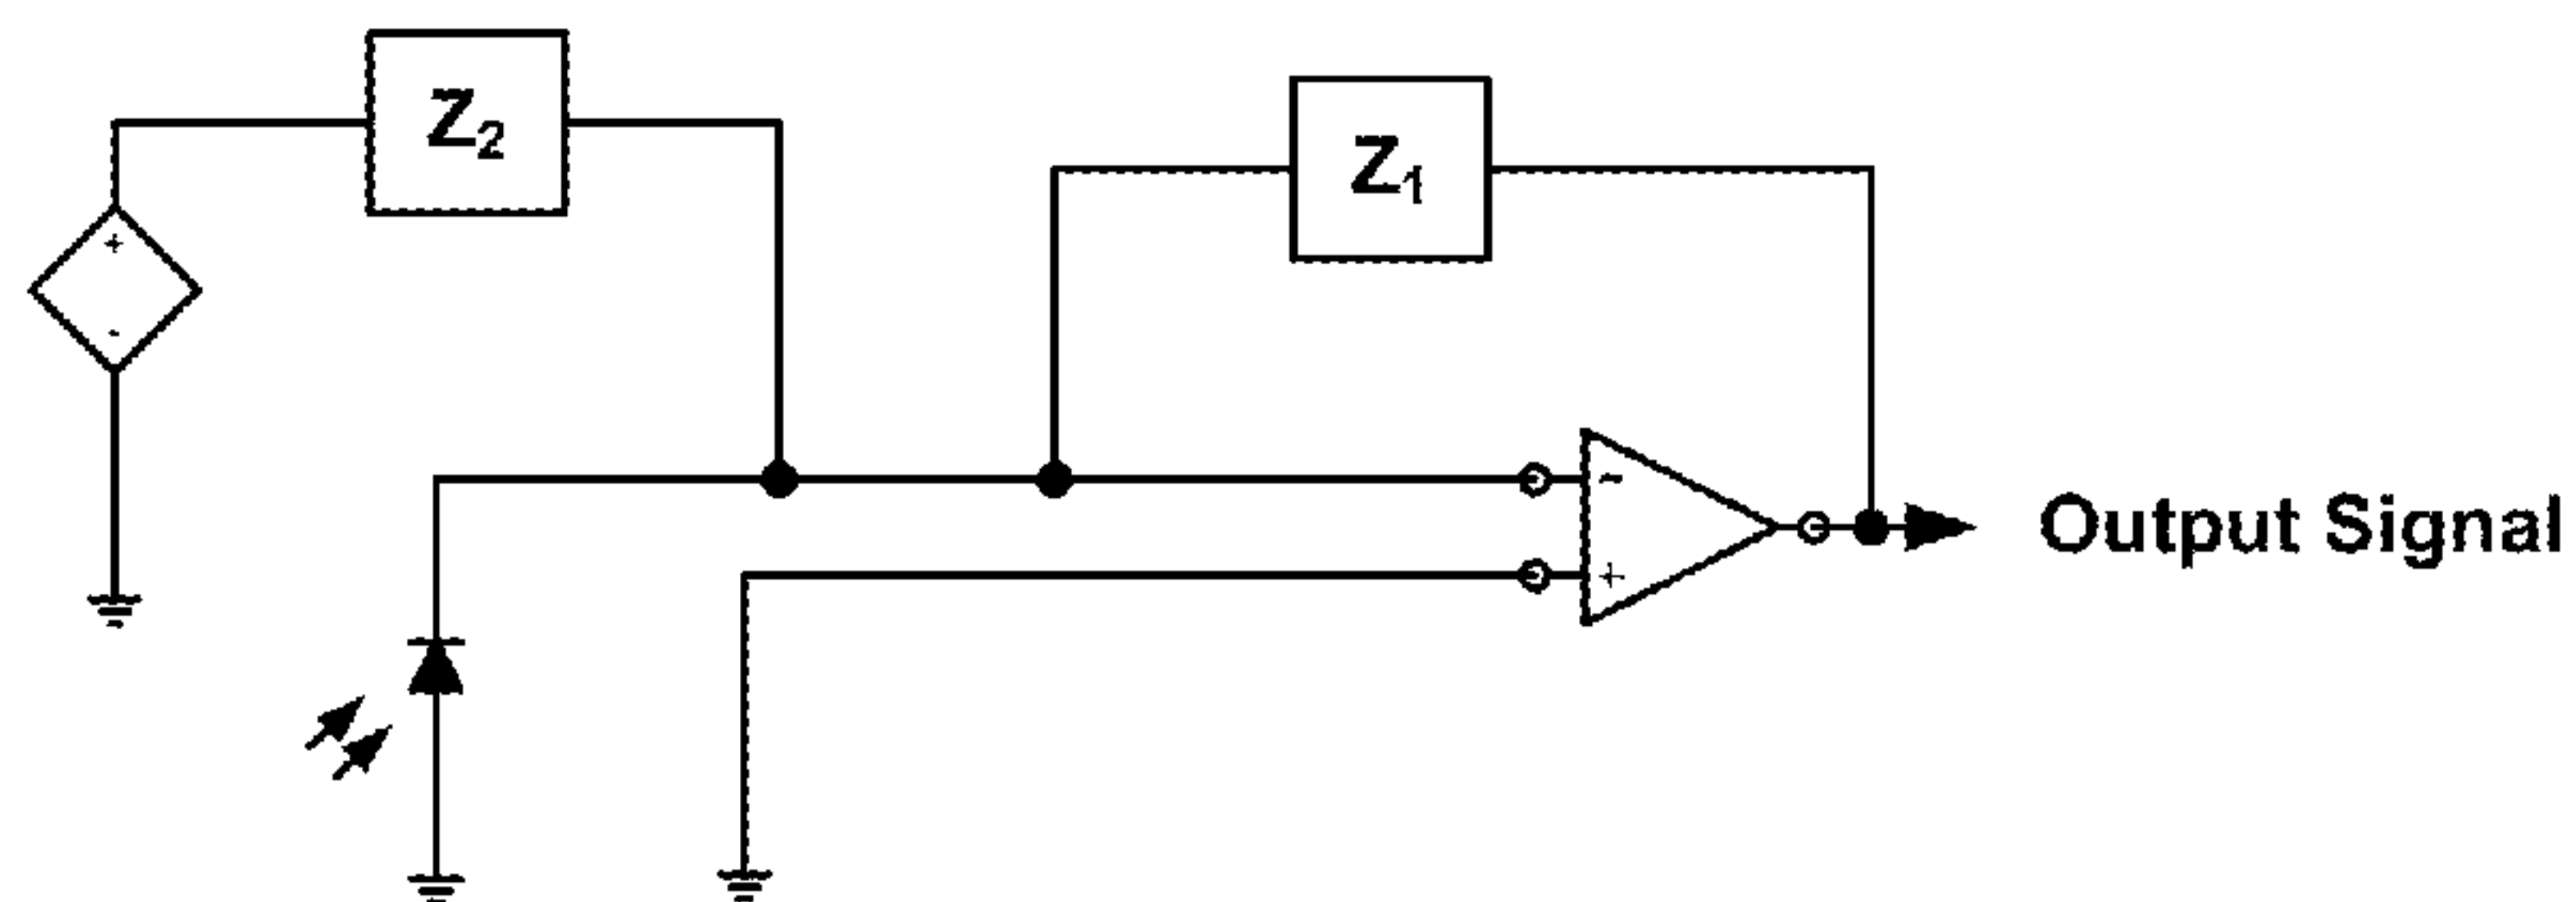 Z₂
Z₁
+
-
-
+
Output Signal